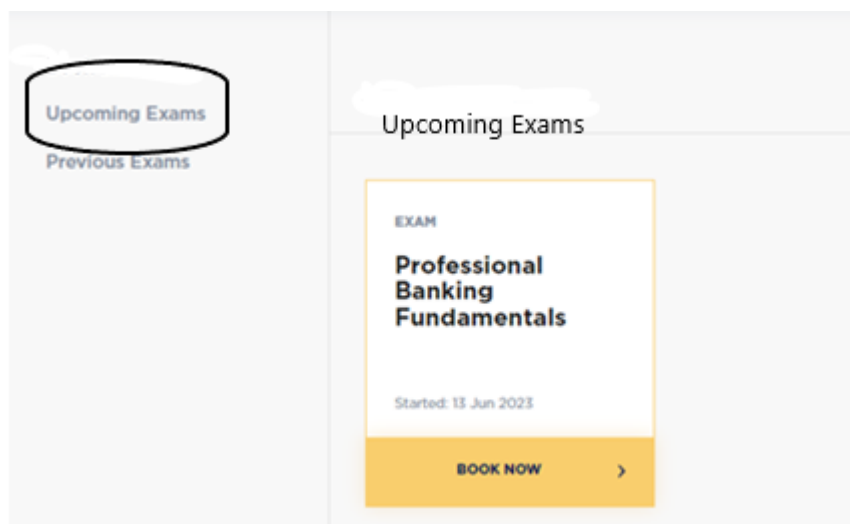 Upcoming Exams
Previous Exams
Upcoming Exams
EXAM
Professional
Banking
Fundamentals
Started: 13 Jun 2023
BOOK NOW